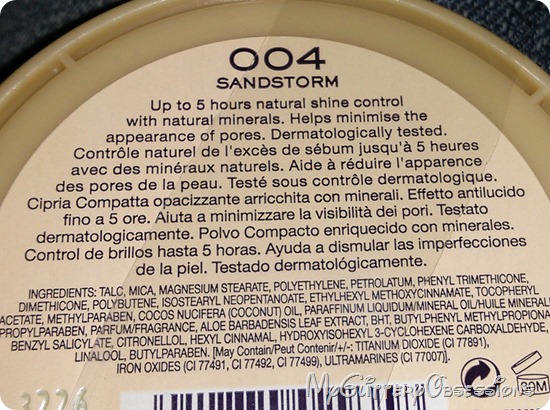 004
SANDSTORM
Up to 5 hours natural shine control
with natural minerals. Helps minimise the
appearance of pores. Dermatologically tested.
Contrôle naturel de l'excès de sébum jusqu'à 5 heures
avec des minéraux naturels. Aide à réduire l'apparence
des pores de la peau. Testé sous contrôle dermatologique.
Cipria Compatta opacizzante arricchita con minerali. Effetto antilucido
fino a 5 ore. Aiuta a minimizzare la visibilità dei pori. Testato
dermatologicamente. Polvo Compacto enriquecido con minerales.
Control de brillos hasta 5 horas. Ayuda a dismular las imperfecciones
de la piel. Testado dermatológicamente.
INGREDIENTS: TALC, MICA, MAGNESIUM STEARATE, POLYETHYLENE, PETROLATUM, PHENYL TRIMETHICONE,
DIMETHICONE, POLYBUTENE, ISOSTEARYL NEOPENTANOATE, ETHYLHEXYL METHOXYCINNAMATE, TOCOPHERYL
ACETATE, METHYLPARABEN, COCOS NUCIFERA (COCONUT) OIL, PARAFFINUM LIQUIDUM/MINERAL OIL/HUILE MINERALE
PROPYLPARABEN, PARFUM/FRAGRANCE, ALOE BARBADENSIS LEAF EXTRACT, BHT, BUTYLPHENYL METHYLPROPIONA
BENZYL SALICYLATE, CITRONELLOL, HEXYL CINNAMAL, HYDROXYISOHEXYL 3-CYCLOHEXENE CARBOXALDEHYDE,
LINALOOL, BUTYLPARABEN. [May Contain/Peut Contenir/+/-: TITANIUM DIOXIDE (CI 77891),
IRON OXIDES (CI 77491, CI 77492, CI 77499), ULTRAMARINES (CI 77007)].
3226
30M
MyGlitteryObsessions